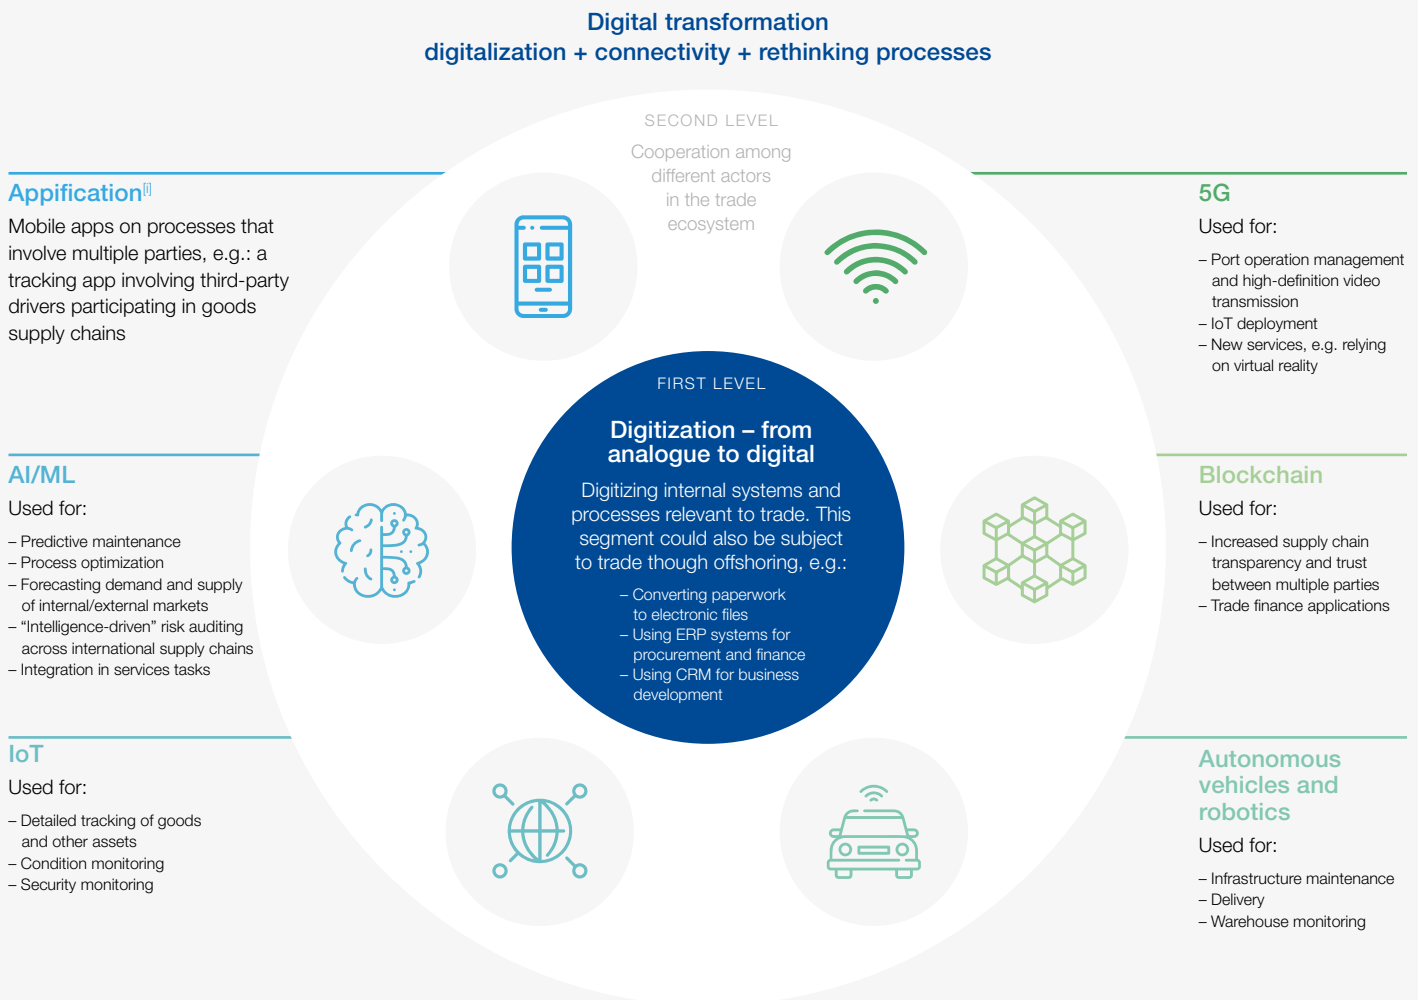 Digital transformation
digitalization + connectivity + rethinking processes
SECOND LEVEL
Cooperation among
different actors
in the trade
ecosystem
Appification[i]
Mobile apps on processes that
involve multiple parties, e.g.: a
tracking app involving third-party
drivers participating in goods
supply chains
5G
Used for:
– Port operation management
and high-definition video
transmission
– IoT deployment
– New services, e.g. relying
on virtual reality
FIRST LEVEL
Digitization – from
analogue to digital
Digitizing internal systems and
processes relevant to trade. This
segment could also be subject
to trade though offshoring, e.g.:
– Converting paperwork
to electronic files
– Using ERP systems for
procurement and finance
– Using CRM for business
development
AI/ML
Used for:
– Predictive maintenance
– Process optimization
– Forecasting demand and supply
of internal/external markets
– “Intelligence-driven” risk auditing
across international supply chains
– Integration in services tasks
Blockchain
Used for:
– Increased supply chain
transparency and trust
between multiple parties
– Trade finance applications
IoT
Used for:
– Detailed tracking of goods
and other assets
– Condition monitoring
– Security monitoring
Autonomous
vehicles and
robotics
Used for:
– Infrastructure maintenance
– Delivery
– Warehouse monitoring